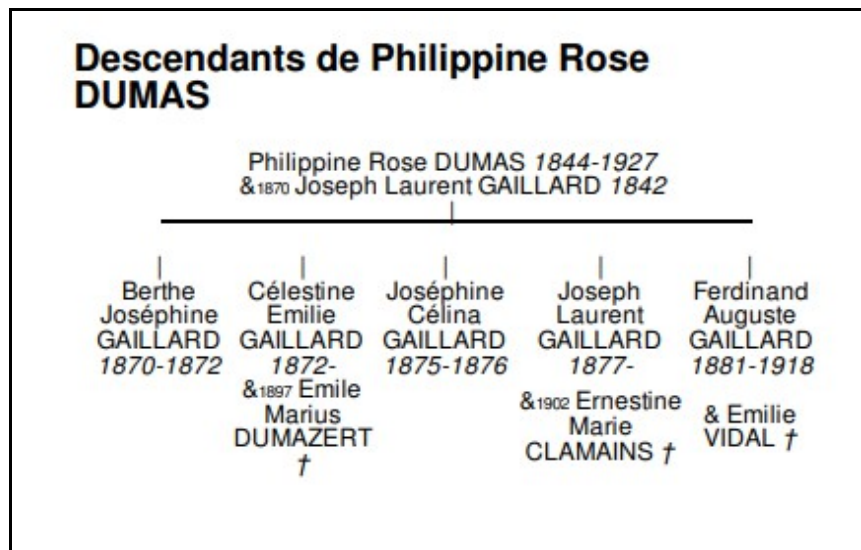 Descendants de Philippine Rose
DUMAS
Philippine Rose DUMAS 1844-1927
&1870 Joseph Laurent GAILLARD 1842
Berthe
Joséphine
GAILLARD
1870-1872
Célestine
Emilie
GAILLARD
1872-
&1897 Emile
Marius
DUMAZERT
†
Joséphine
Célina
GAILLARD
1875-1876
Joseph
Laurent
GAILLARD
1877-
&1902 Ernestine
Marie
CLAMAINS †
Ferdinand
Auguste
GAILLARD
1881-1918
& Emilie
VIDAL †